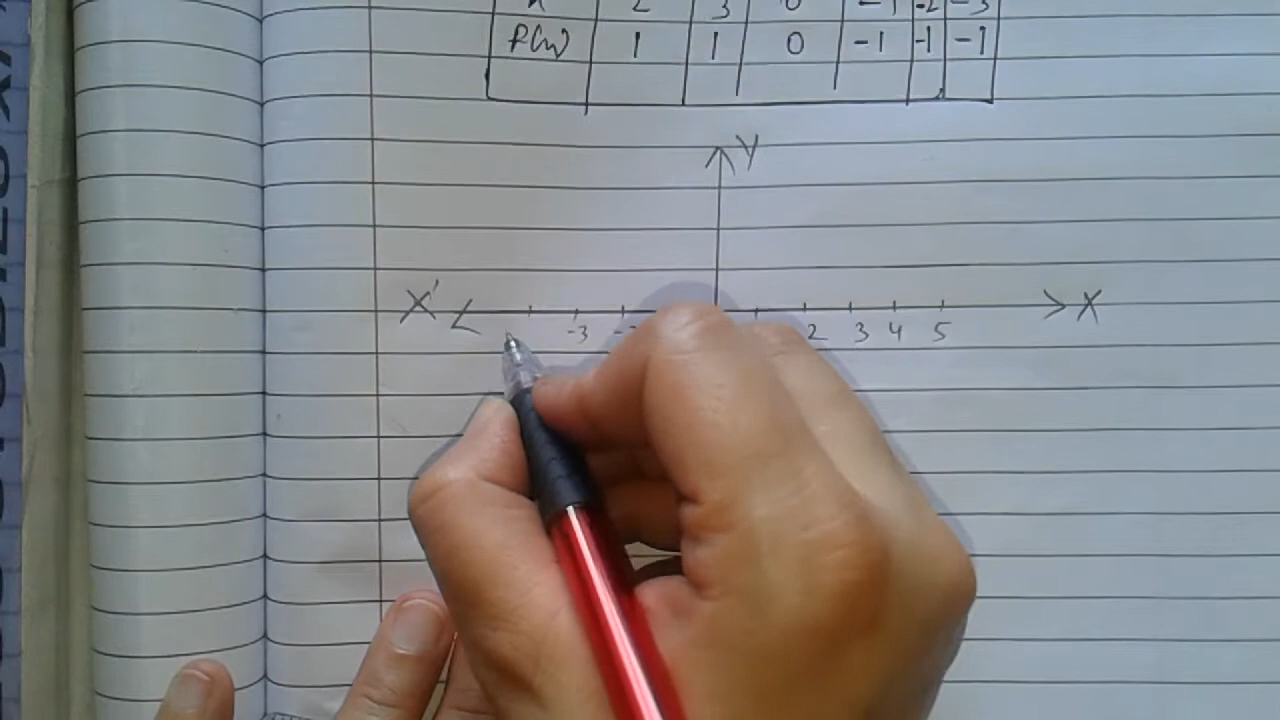 x 2 3 0 -1 -2 -3
f(x) 1 1 0 -1 -1 -1
Y
X' X
-3 2 3 4 5